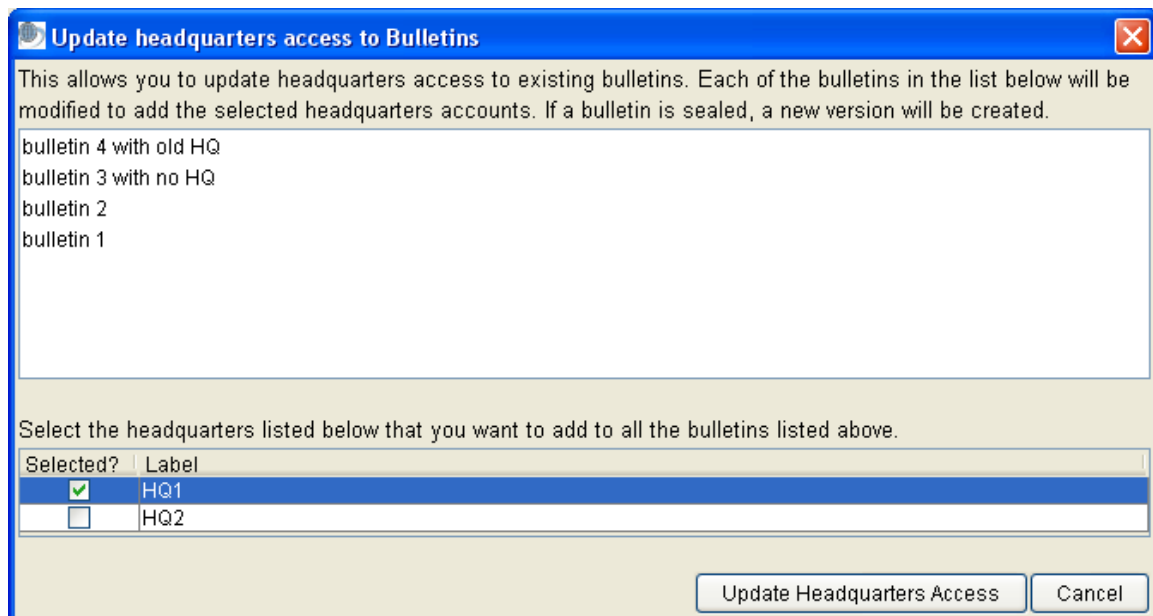 Update headquarters access to Bulletins
This allows you to update headquarters access to existing bulletins. Each of the bulletins in the list below will be
modified to add the selected headquarters accounts. If a bulletin is sealed, a new version will be created.
bulletin 4 with old HQ
bulletin 3 with no HQ
bulletin 2
bulletin 1
Select the headquarters listed below that you want to add to all the bulletins listed above.
Selected? Label
HQ1
HQ2
Update Headquarters Access Cancel